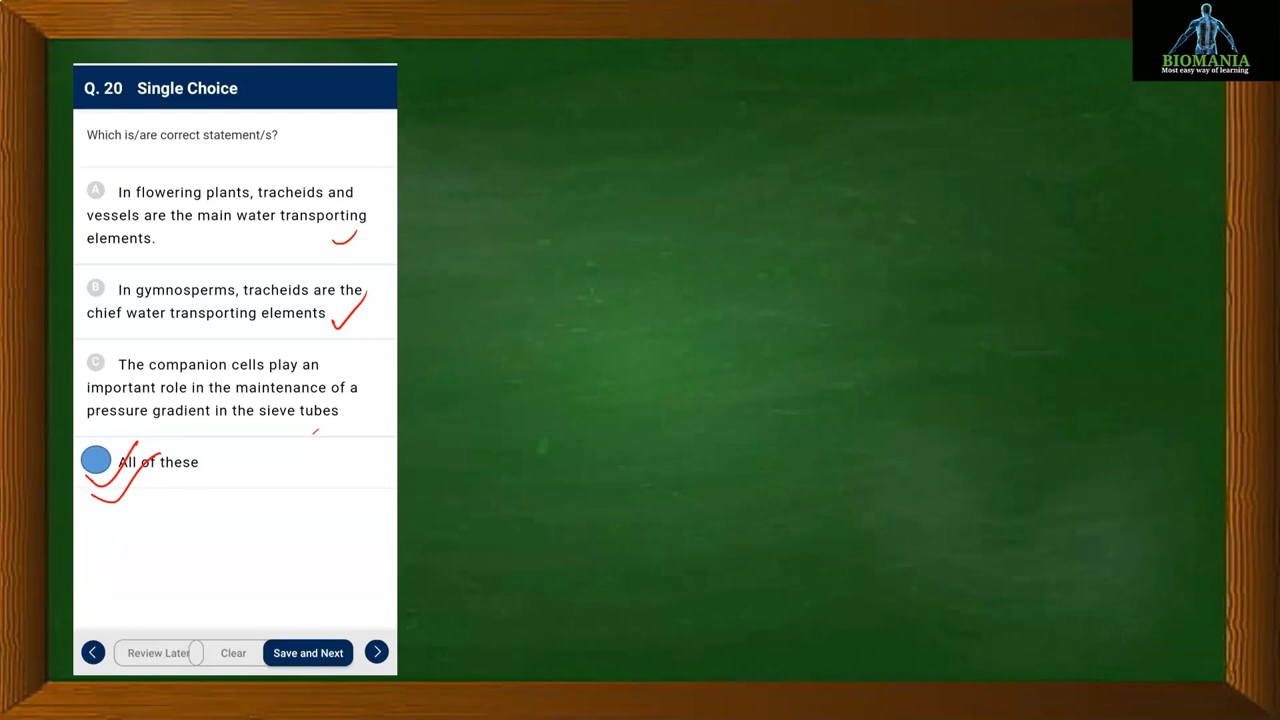 BIOMANIA
Most easy way of learning
Q. 20 Single Choice
Which is/are correct statement/s?
A In flowering plants, tracheids and
vessels are the main water transporting
elements.
B In gymnosperms, tracheids are the
chief water transporting elements
C The companion cells play an
important role in the maintenance of a
pressure gradient in the sieve tubes
All of these
Review Later
Clear
Save and Next